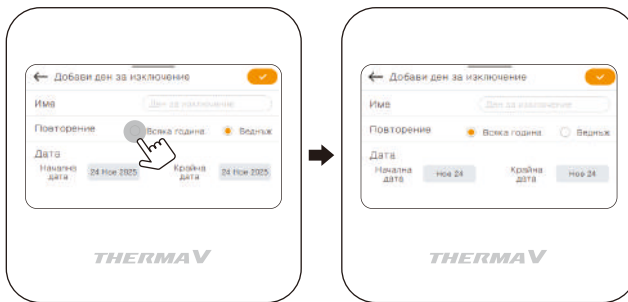 ← Добави ден за изключение
Име Ден за изключение
Повторение Всяка година Веднъж
Дата
Начална дата 24 Ное 2025 Крайна дата 24 Ное 2025
THERMAV
← Добави ден за изключение
Име Ден за изключение
Повторение Всяка година Веднъж
Дата
Начална дата Ное 24 Крайна дата Ное 24
THERMAV